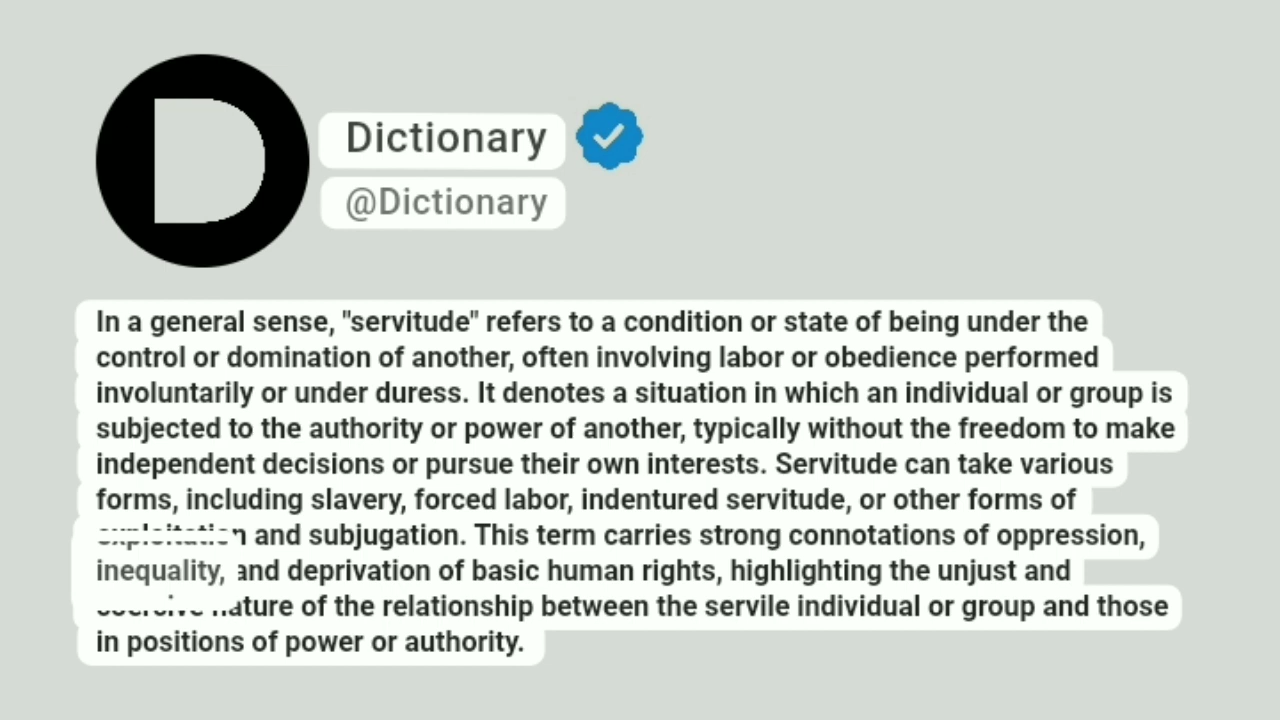 D
Dictionary
@Dictionary
In a general sense, "servitude" refers to a condition or state of being under the
control or domination of another, often involving labor or obedience performed
involuntarily or under duress. It denotes a situation in which an individual or group is
subjected to the authority or power of another, typically without the freedom to make
independent decisions or pursue their own interests. Servitude can take various
forms, including slavery, forced labor, indentured servitude, or other forms of
exploitation and subjugation. This term carries strong connotations of oppression,
inequality, and deprivation of basic human rights, highlighting the unjust and
coercive nature of the relationship between the servile individual or group and those
in positions of power or authority.